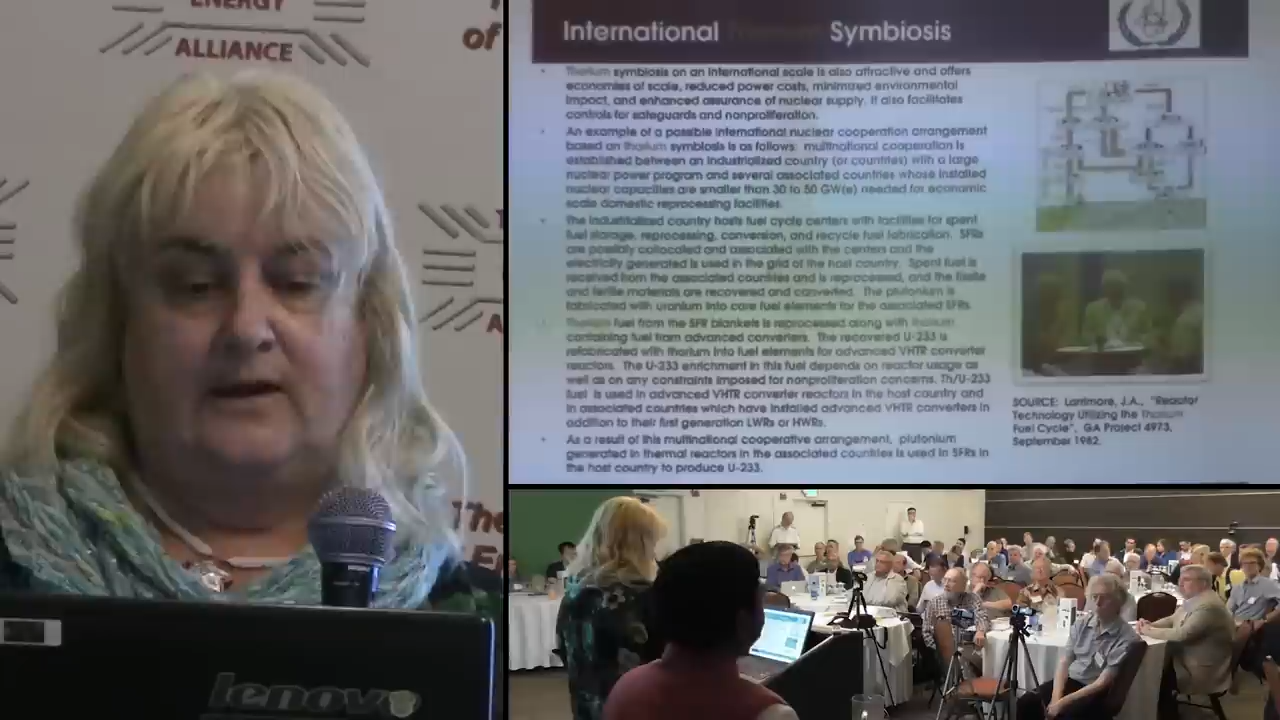 ENERGY
ALLIANCE
of
The
lenovo
International Thorium Symbiosis
Thorium symbiosis on an international scale is also attractive and offers
economies of scale, reduced power costs, minimized environmental
impact, and enhanced assurance of nuclear supply. It also facilitates
controls for safeguards and nonproliferation.
An example of a possible international nuclear cooperation arrangement
based on thorium symbiosis is as follows: multinational cooperation is
established between an industrialized country (or countries) with a large
nuclear power program and several associated countries whose installed
nuclear capacities are smaller than 30 to 50 GW(e) needed for economic
scale domestic reprocessing facilities.
The industrialized country hosts fuel cycle centers with facilities for spent
fuel storage, reprocessing, conversion, and recycle fuel fabrication. SFRs
are possibly collocated and associated with the centers and the
electricity generated is used in the grid of the host country. Spent fuel is
received from the associated countries and is reprocessed, and the fissile
and fertile materials are recovered and converted. The plutonium is
fabricated with uranium into core fuel elements for the associated SFRs.
Thorium fuel from the SFR blankets is reprocessed along with thorium
containing fuel from advanced converters. The recovered U-233 is
refabricated with thorium into fuel elements for advanced VHTR converter
reactors. The U-233 enrichment in this fuel depends on reactor usage as
well as on any constraints imposed for nonproliferation concerns. Th/U-233
fuel is used in advanced VHTR converter reactors in the host country and
in associated countries which have installed advanced VHTR converters in
addition to their first generation LWRs or HWRs.
As a result of this multinational cooperative arrangement, plutonium
generated in thermal reactors in the associated countries is used in SFRs in
the host country to produce U-233.
SOURCE: Larrimore, J.A., "Reactor
Technology Utilizing the Thorium
Fuel Cycle", GA Project 4973,
September 1982.